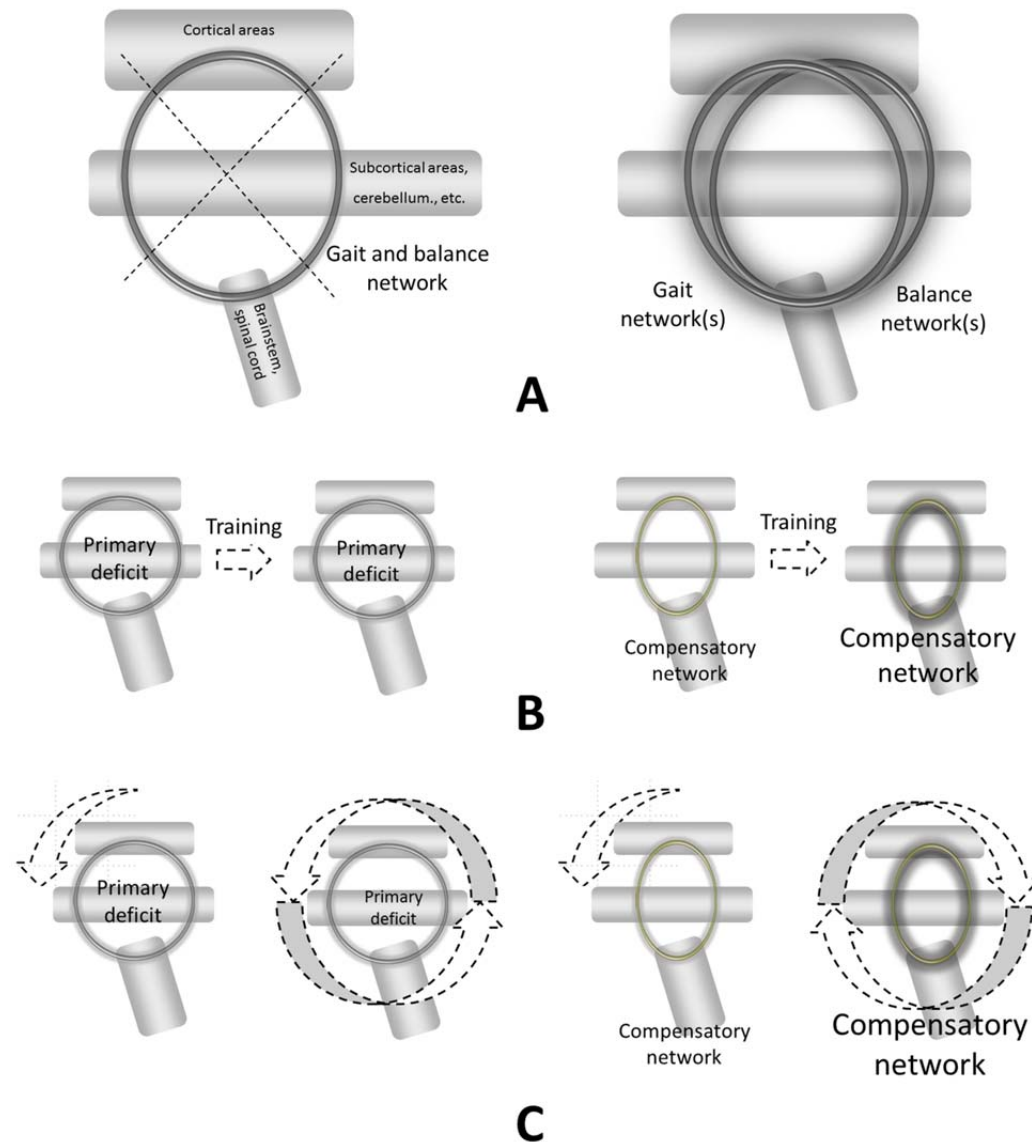 Cortical areas
Subcortical areas,
cerebellum., etc.
Gait and balance
network
Brainstem,
spinal cord
Gait
network(s)
Balance
network(s)
A
Primary
deficit
Training
Primary
deficit
Compensatory
network
Training
Compensatory
network
B
Primary
deficit
Primary
deficit
Compensatory
network
Compensatory
network
C